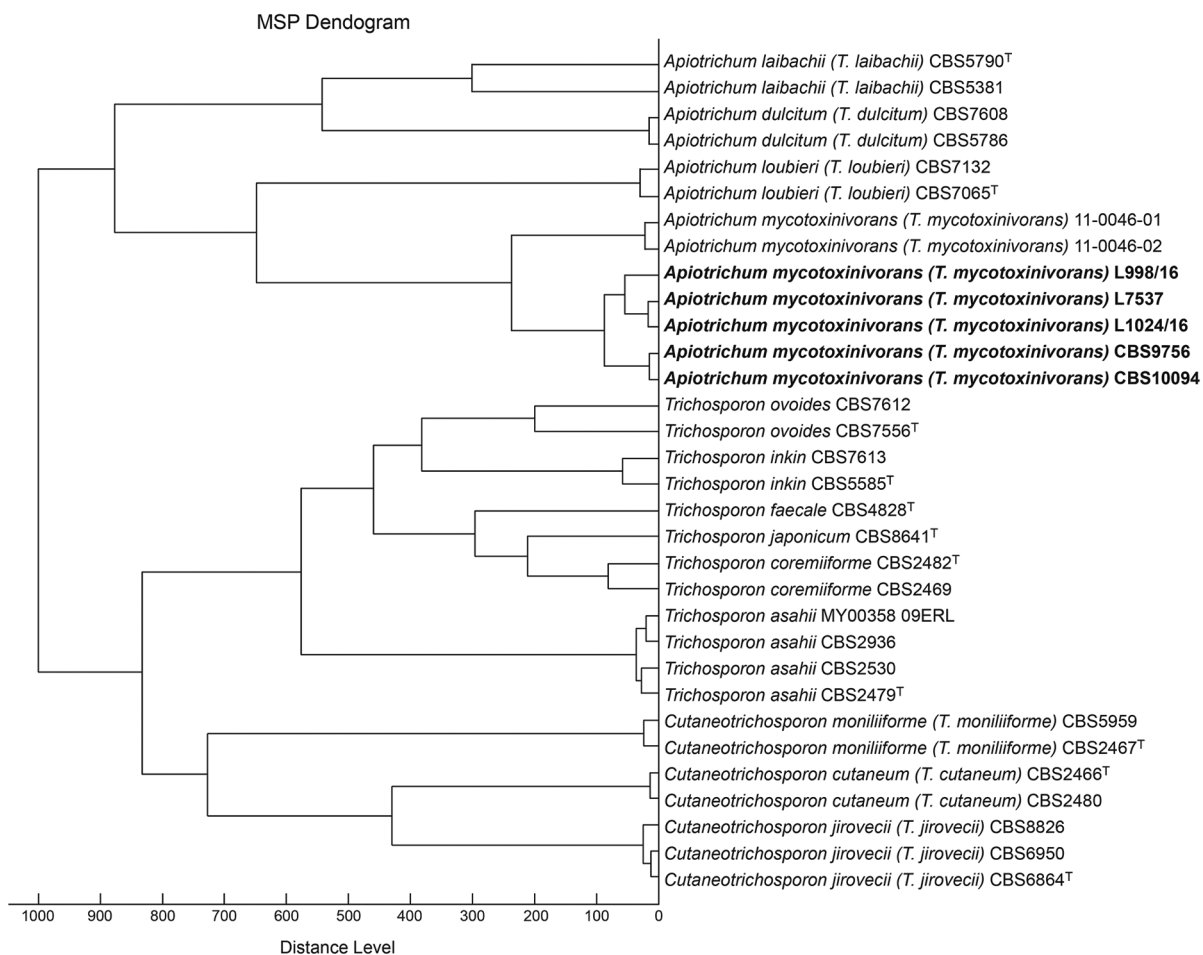 MSP Dendogram
Apiotrichum laibachii (T. laibachii) CBS5790ᵀ
Apiotrichum laibachii (T. laibachii) CBS5381
Apiotrichum dulcitum (T. dulcitum) CBS7608
Apiotrichum dulcitum (T. dulcitum) CBS5786
Apiotrichum loubieri (T. loubieri) CBS7132
Apiotrichum loubieri (T. loubieri) CBS7065ᵀ
Apiotrichum mycotoxinivorans (T. mycotoxinivorans) 11-0046-01
Apiotrichum mycotoxinivorans (T. mycotoxinivorans) 11-0046-02
Apiotrichum mycotoxinivorans (T. mycotoxinivorans) L998/16
Apiotrichum mycotoxinivorans (T. mycotoxinivorans) L7537
Apiotrichum mycotoxinivorans (T. mycotoxinivorans) L1024/16
Apiotrichum mycotoxinivorans (T. mycotoxinivorans) CBS9756
Apiotrichum mycotoxinivorans (T. mycotoxinivorans) CBS10094
Trichosporon ovoides CBS7612
Trichosporon ovoides CBS7556ᵀ
Trichosporon inkin CBS7613
Trichosporon inkin CBS5585ᵀ
Trichosporon faecale CBS4828ᵀ
Trichosporon japonicum CBS8641ᵀ
Trichosporon coremiiforme CBS2482ᵀ
Trichosporon coremiiforme CBS2469
Trichosporon asahii MY00358 09ERL
Trichosporon asahii CBS2936
Trichosporon asahii CBS2530
Trichosporon asahii CBS2479ᵀ
Cutaneotrichosporon moniliiforme (T. moniliiforme) CBS5959
Cutaneotrichosporon moniliiforme (T. moniliiforme) CBS2467ᵀ
Cutaneotrichosporon cutaneum (T. cutaneum) CBS2466ᵀ
Cutaneotrichosporon cutaneum (T. cutaneum) CBS2480
Cutaneotrichosporon jirovecii (T. jirovecii) CBS8826
Cutaneotrichosporon jirovecii (T. jirovecii) CBS6950
Cutaneotrichosporon jirovecii (T. jirovecii) CBS6864ᵀ
1000 900 800 700 600 500 400 300 200 100 0
Distance Level